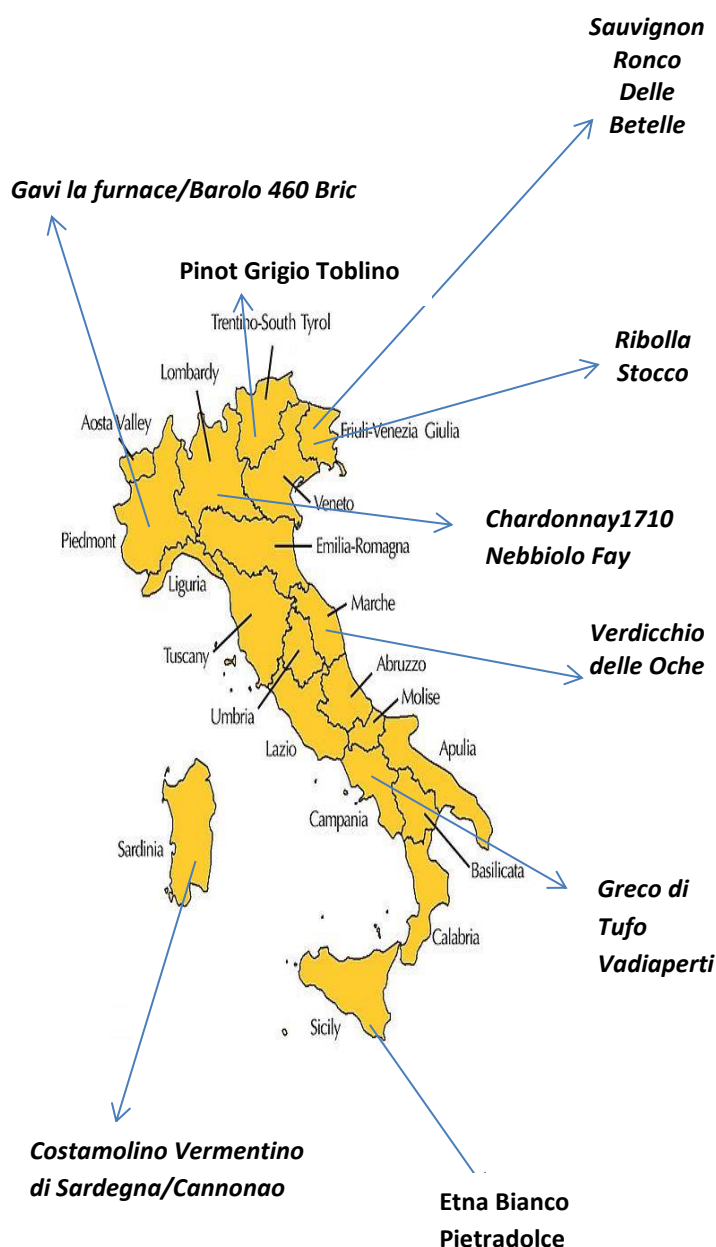 Sauvignon
Ronco
Delle
Betelle
Gavi la furnace/Barolo 460 Bric
Pinot Grigio Toblino
Trentino-South Tyrol
Ribolla
Stocco
Lombardy
Aosta Valley
Friuli-Venezia Giulia
Veneto
Chardonnay1710
Nebbiolo Fay
Piedmont
Emilia-Romagna
Liguria
Marche
Verdicchio
delle Oche
Tuscany
Abruzzo
Molise
Umbria
Lazio
Apulia
Campania
Sardinia
Basilicata
Greco di
Tufo
Vadiaperti
Calabria
Sicily
Costamolino Vermentino
di Sardegna/Cannonao
Etna Bianco
Pietradolce